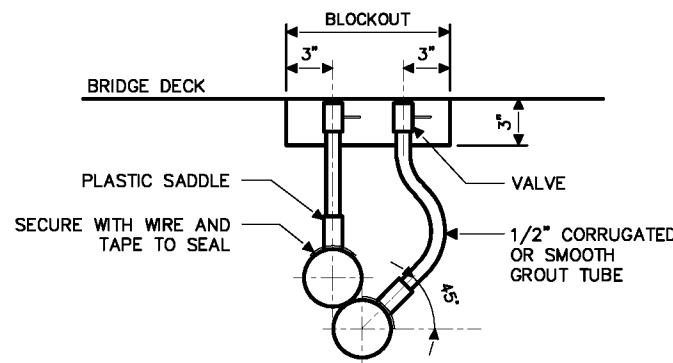 BLOCKOUT
3"
3"
BRIDGE DECK
3"
PLASTIC SADDLE
VALVE
SECURE WITH WIRE AND
TAPE TO SEAL
1/2" CORRUGATED
OR SMOOTH
GROUT TUBE
45°